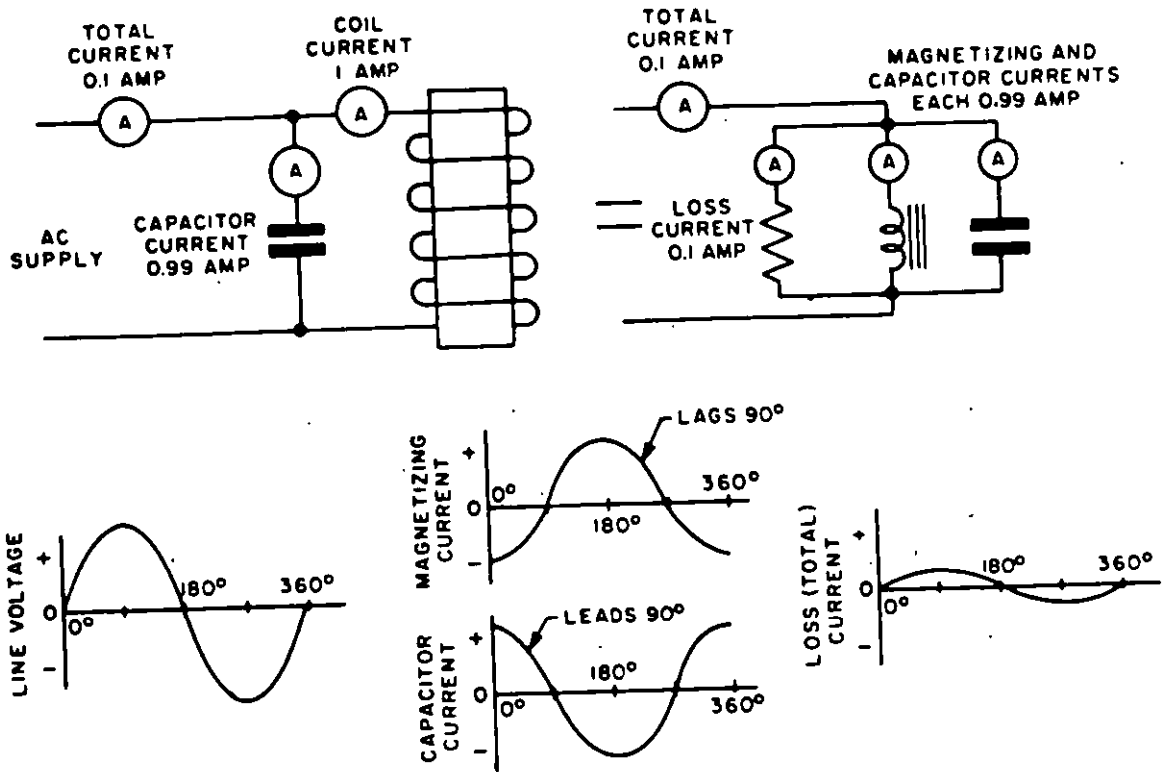 TOTAL
CURRENT
0.1 AMP
COIL
CURRENT
1 AMP
A
A
A
CAPACITOR
CURRENT
0.99 AMP
AC
SUPPLY
TOTAL
CURRENT
0.1 AMP
MAGNETIZING AND
CAPACITOR CURRENTS
EACH 0.99 AMP
A
A
A
A
LOSS
CURRENT
0.1 AMP
LINE VOLTAGE
+
0
-
0°
180°
360°
MAGNETIZING
CURRENT
+
0
-
0°
180°
360°
LAGS 90°
CAPACITOR
CURRENT
+
0
-
0°
180°
360°
LEADS 90°
LOSS (TOTAL)
CURRENT
+
0
-
0°
180°
360°